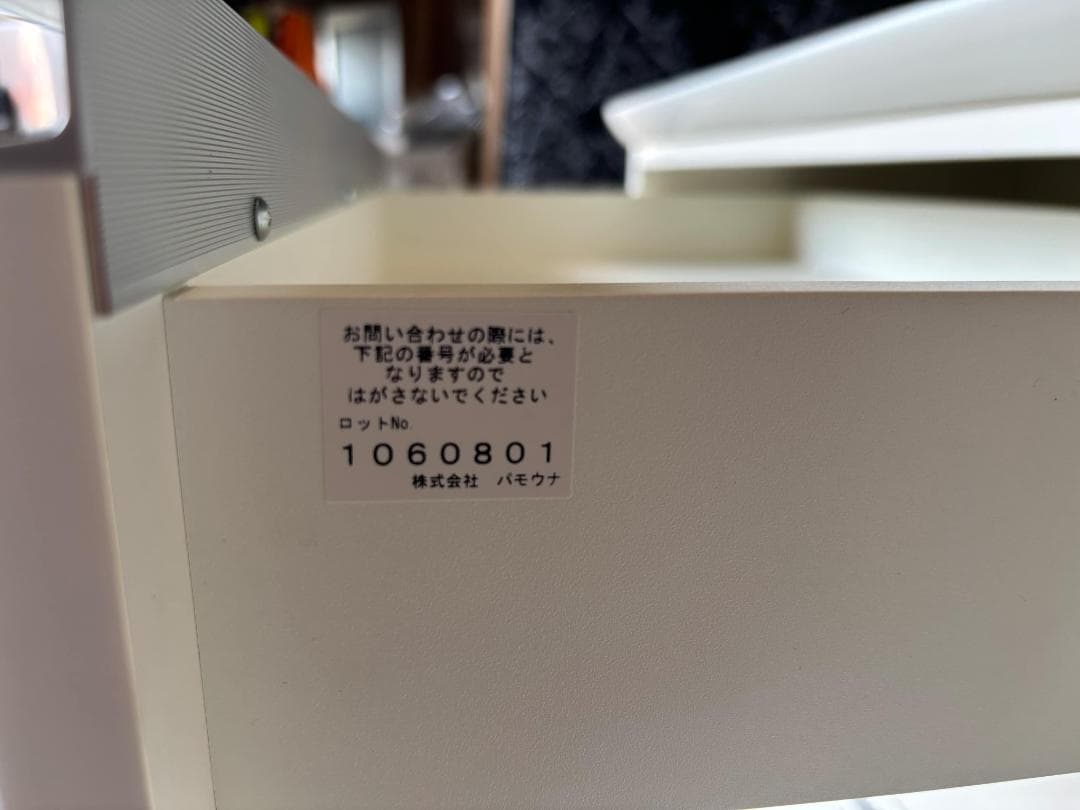 お問い合わせの際には、
下記の番号が必要と
なりますので
はがさないでください
ロットNo.
1060801
株式会社 パモウナ